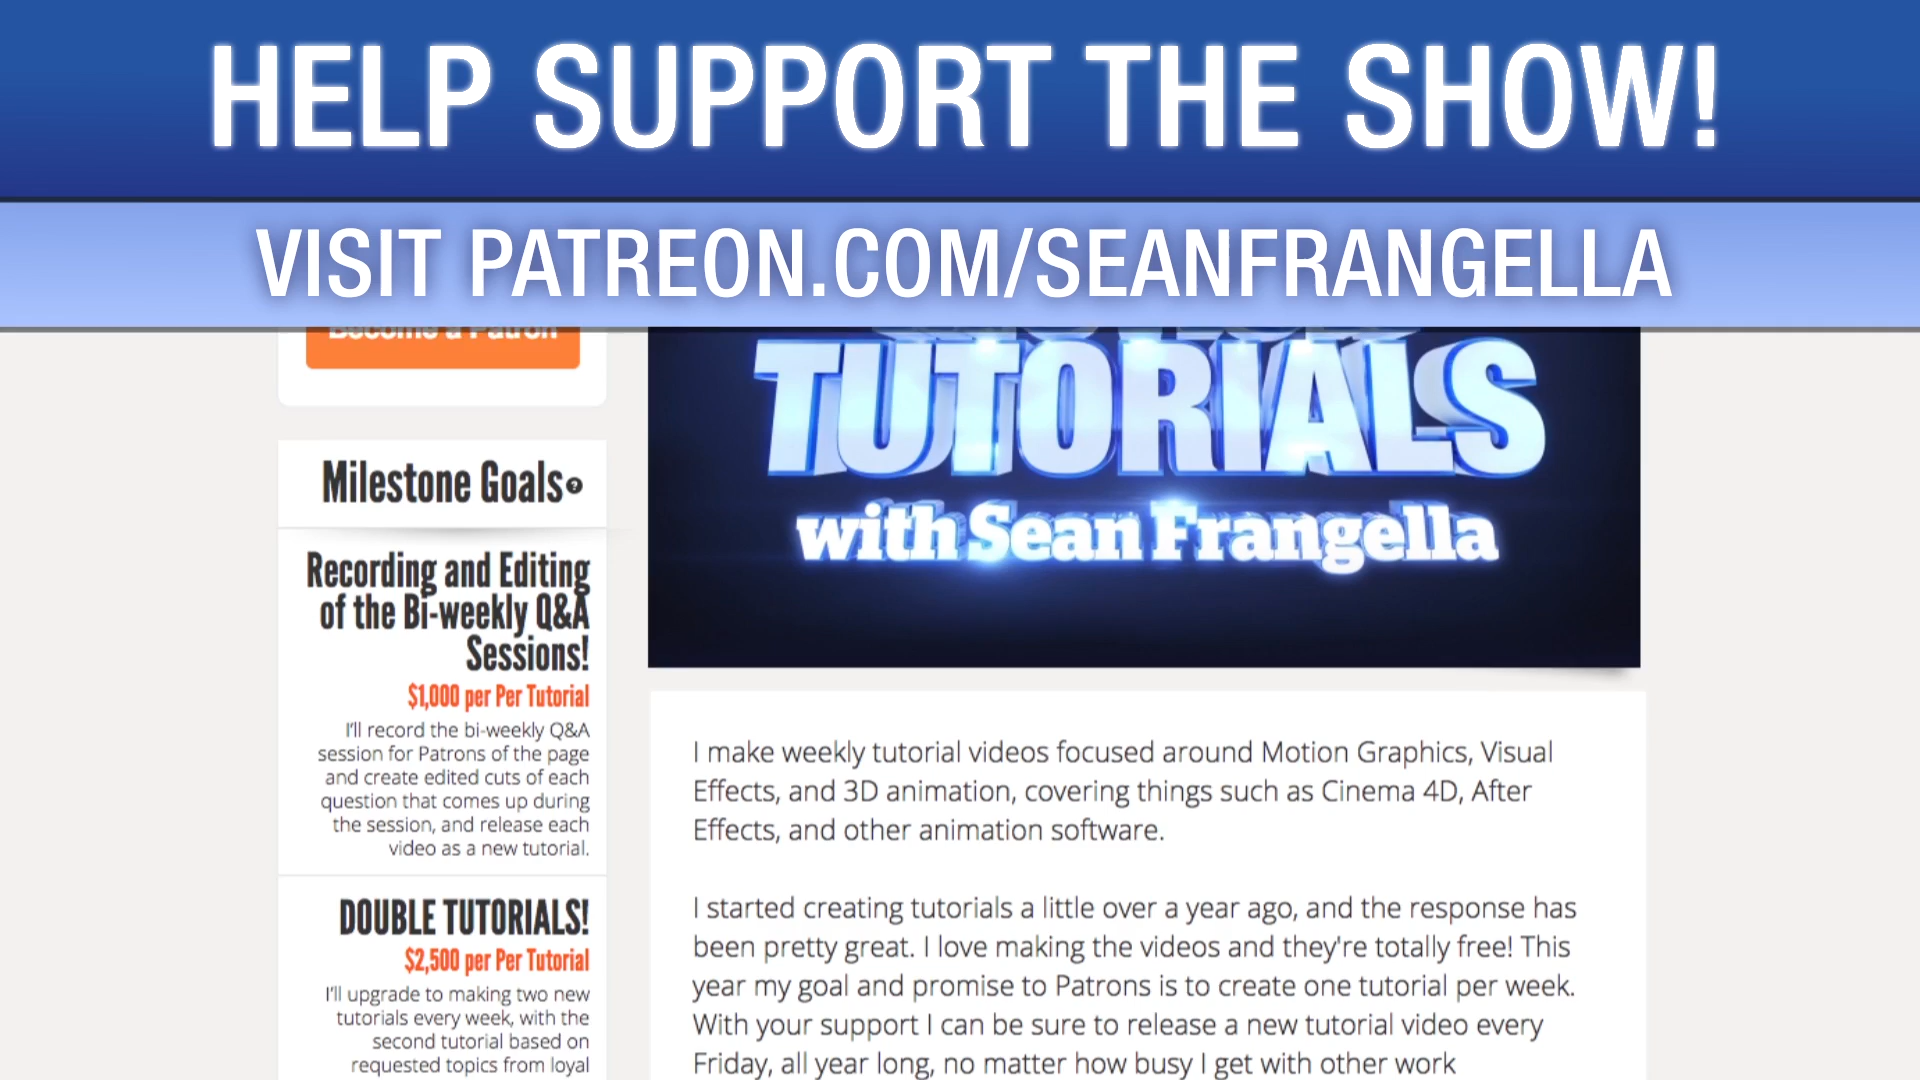 HELP SUPPORT THE SHOW!
VISIT PATREON.COM/SEANFRANGELLA
Become a Patron
Milestone Goals?
Recording and Editing
of the Bi-weekly Q&A
Sessions!
$1,000 per Per Tutorial
I'll record the bi-weekly Q&A
session for Patrons of the page
and create edited cuts of each
question that comes up during
the session, and release each
video as a new tutorial.
DOUBLE TUTORIALS!
$2,500 per Per Tutorial
I'll upgrade to making two new
tutorials every week, with the
second tutorial based on
requested topics from loyal
TUTORIALS
with Sean Frangella
I make weekly tutorial videos focused around Motion Graphics, Visual
Effects, and 3D animation, covering things such as Cinema 4D, After
Effects, and other animation software.
I started creating tutorials a little over a year ago, and the response has
been pretty great. I love making the videos and they're totally free! This
year my goal and promise to Patrons is to create one tutorial per week.
With your support I can be sure to release a new tutorial video every
Friday, all year long, no matter how busy I get with other work